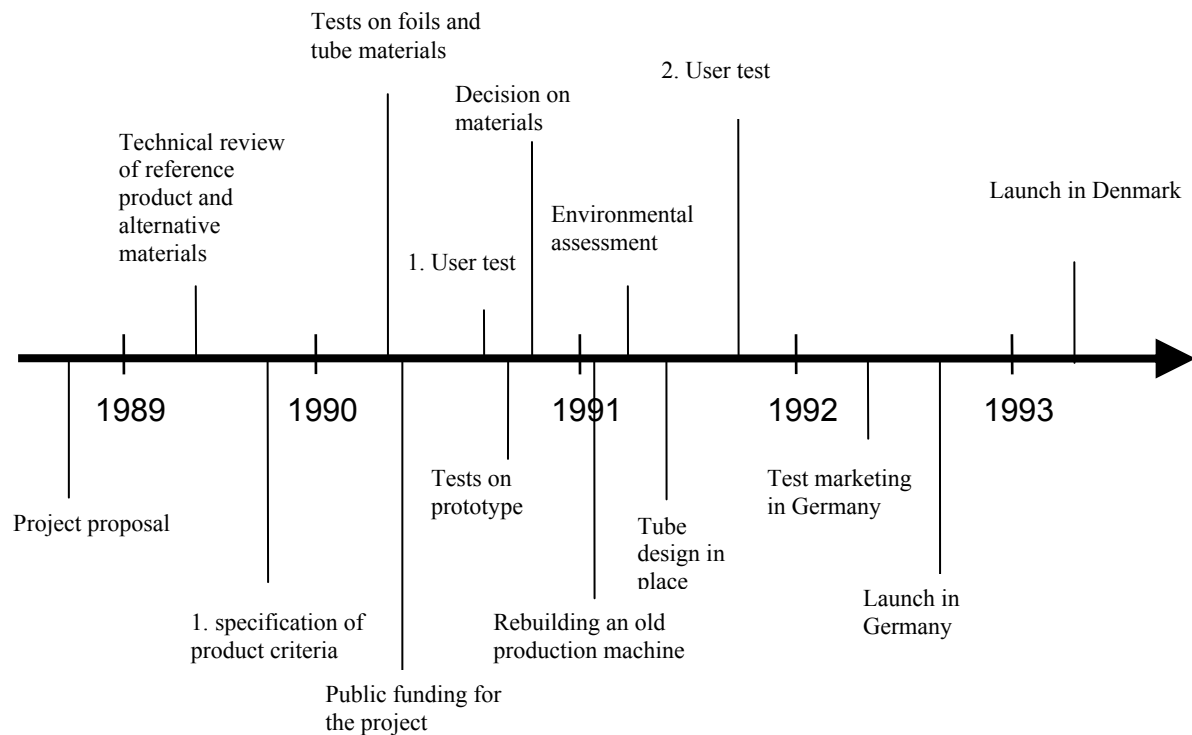 Tests on foils and
tube materials
2. User test
Decision on
materials
Technical review
of reference
product and
alternative
materials
Launch in Denmark
Environmental
assessment
1. User test
1989
1990
1991
1992
1993
Project proposal
Tests on
prototype
Test marketing
in Germany
Tube
design in
place
1. specification of
product criteria
Rebuilding an old
production machine
Launch in
Germany
Public funding for
the project